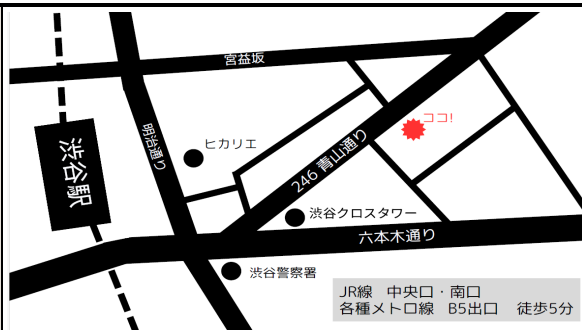 宮益坂
明治通り
ヒカリエ
ココ!
渋谷駅
246 青山通り
渋谷クロスタワー
六本木通り
渋谷警察署
JR線 中央口・南口
各種メトロ線 B5出口 徒歩5分